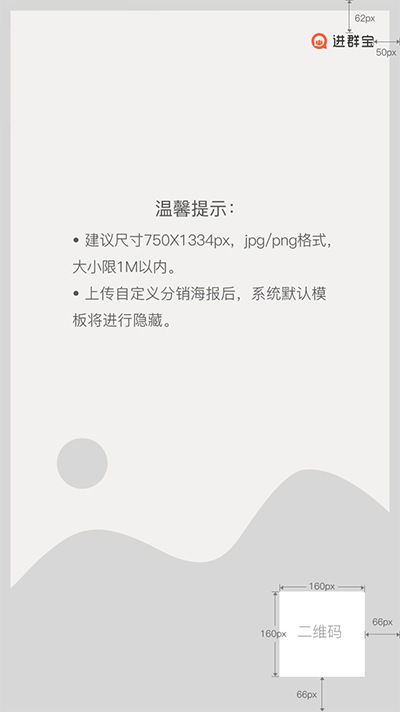 62px
进群宝
50px
温馨提示：
• 建议尺寸750X1334px，jpg/png格式，
大小限1M以内。
• 上传自定义分销海报后，系统默认模
板将进行隐藏。
160px
160px
二维码
66px
66px